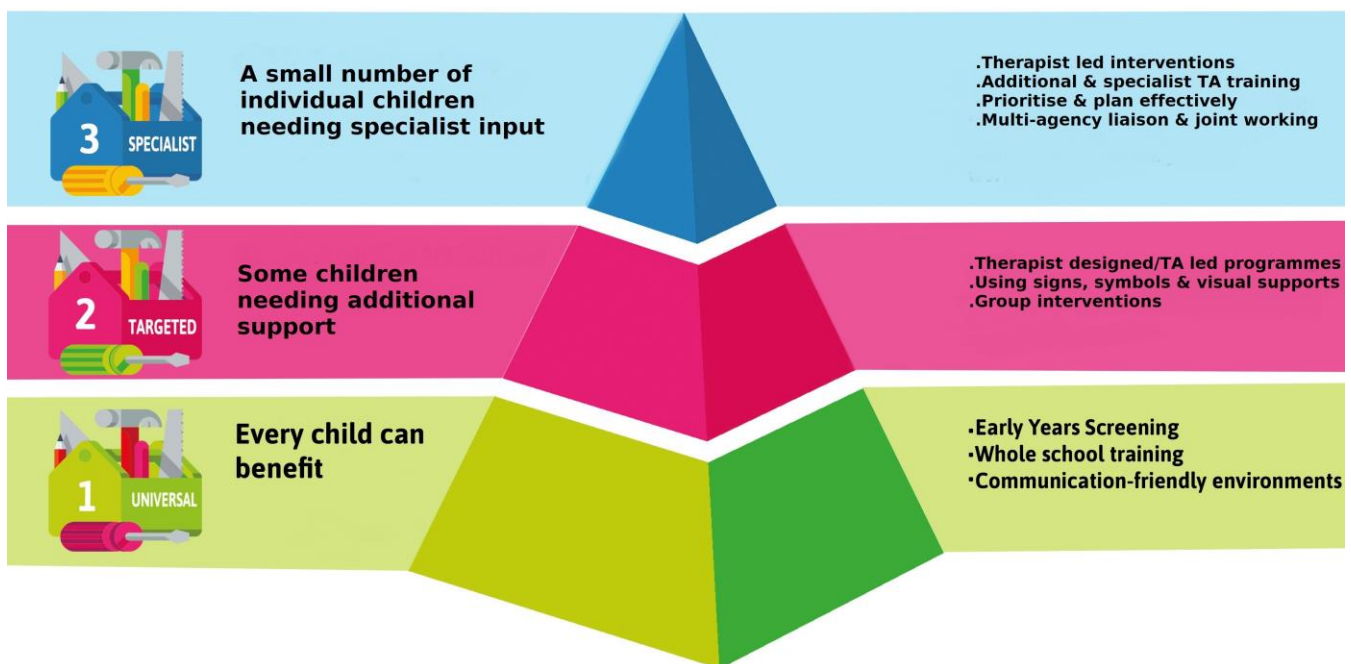 3 SPECIALIST
A small number of
individual children
needing specialist input
.Therapist led interventions
.Additional & specialist TA training
.Prioritise & plan effectively
.Multi-agency liaison & joint working
2 TARGETED
Some children
needing additional
support
.Therapist designed/TA led programmes
.Using signs, symbols & visual supports
.Group interventions
1 UNIVERSAL
Every child can
benefit
·Early Years Screening
·Whole school training
·Communication-friendly environments